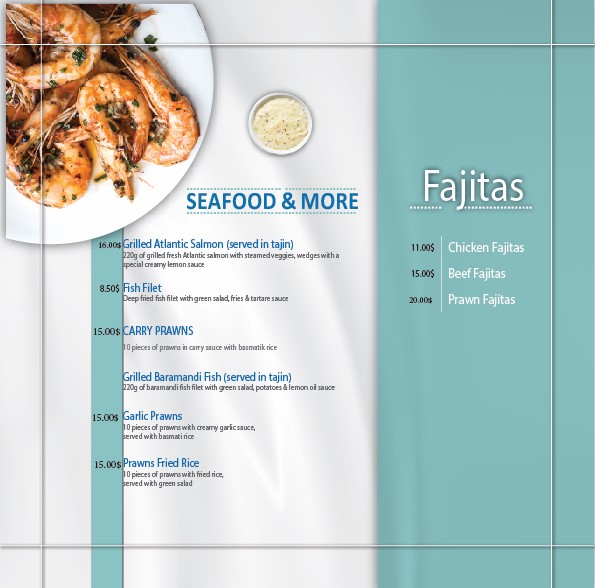 SEAFOOD & MORE
16.00$ Grilled Atlantic Salmon (served in tajin)
220g of grilled fresh Atlantic salmon with steamed veggies, wedges with a
special creamy lemon sauce
8.50$ Fish Filet
Deep fried fish filet with green salad, fries & tartare sauce
15.00$ CARRY PRAWNS
10 pieces of prawns in carry sauce with basmatik rice
Grilled Baramandi Fish (served in tajin)
220g of baramandi fish filet with green salad, potatoes & lemon oil sauce
15.00$ Garlic Prawns
10 pieces of prawns with creamy garlic sauce,
served with basmati rice
15.00$ Prawns Fried Rice
10 pieces of prawns with fried rice,
served with green salad
Fajitas
11.00$ Chicken Fajitas
15.00$ Beef Fajitas
20.00$ Prawn Fajitas